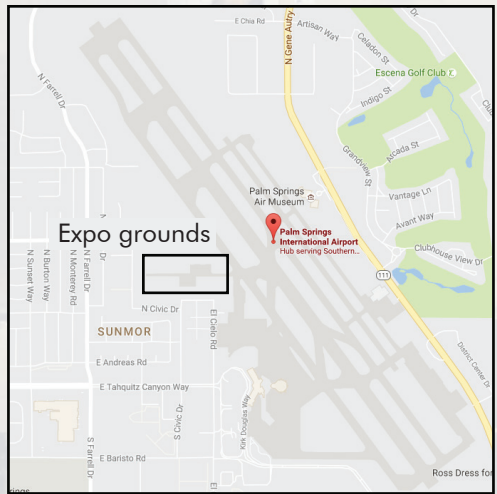 E Chia Rd
Artisan Way
N Gene Autry
Celadon St
Escena Golf Club
N Farrell Dr
Indigo St
Club
Grandview St
Alcada St
Palm Springs
Air Museum
Vantage Ln
Palm Springs
International Airport
Hub serving Southern...
Avant Way
Expo grounds
Clubhouse View Dr
N Sunset Way
N Burton Way
N Monterey Rd
N Farrell Dr
111
N Civic Dr
El Cielo Rd
SUNMOR
E Andreas Rd
District Center Dr
E Tahquitz Canyon Way
Kirk Douglas Way
S Civic Dr
S Farrell Dr
E Baristo Rd
El
Ross Dress for